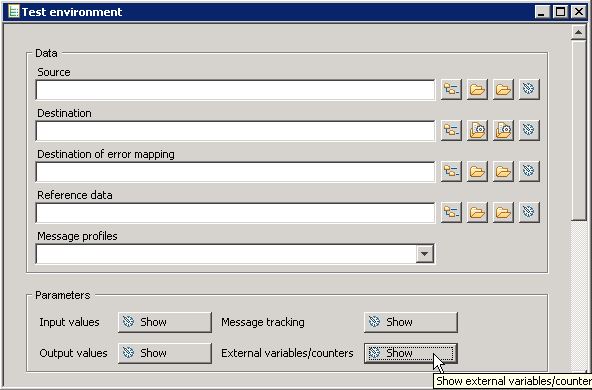 Test environment
Data
Source
Destination
Destination of error mapping
Reference data
Message profiles
Parameters
Input values Show Message tracking Show
Output values Show External variables/counters Show
Show external variables/counter